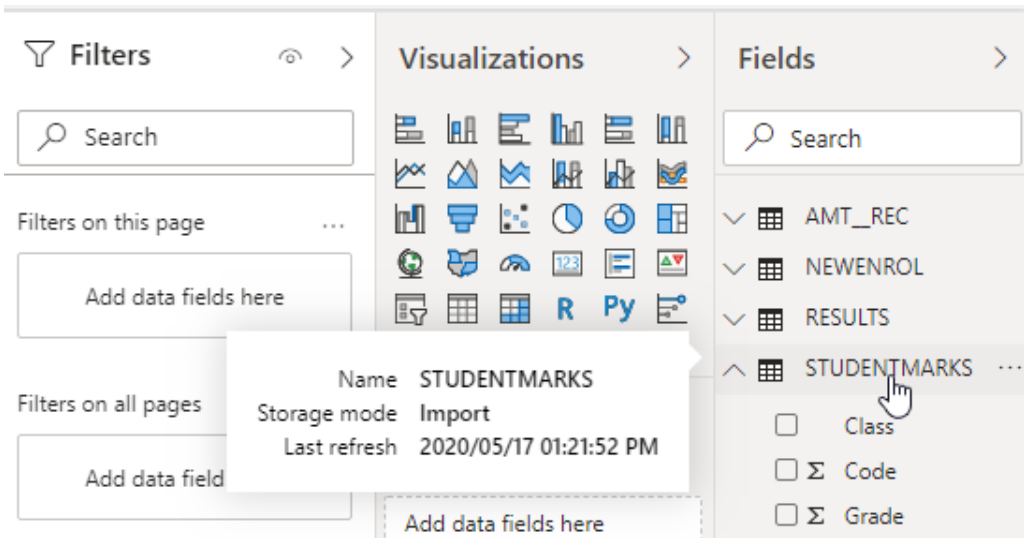 Filters
Search
Filters on this page
...
Add data fields here
Filters on all pages
Add data field
Visualizations
123
R
Py
Name STUDENTMARKS
Storage mode Import
Last refresh 2020/05/17 01:21:52 PM
Add data fields here
Fields
Search
AMT__REC
NEWENROL
RESULTS
STUDENTMARKS ...
Class
Σ Code
Σ Grade